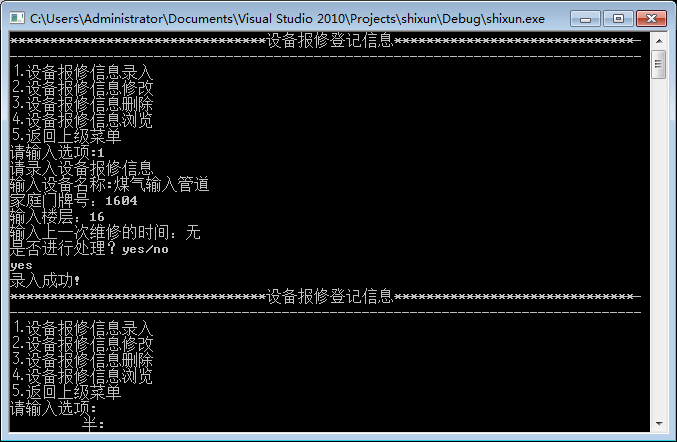 C:\Users\Administrator\Documents\Visual Studio 2010\Projects\shixun\Debug\shixun.exe
********************************设备报修登记信息******************************-
-------------------------------------------------------------------------------
1.设备报修信息录入
2.设备报修信息修改
3.设备报修信息删除
4.设备报修信息浏览
5.返回上级菜单
请输入选项:1
请录入设备报修信息
输入设备名称:煤气输入管道
家庭门牌号：1604
输入楼层：16
输入上一次维修的时间：无
是否进行处理？yes/no
yes
录入成功!
********************************设备报修登记信息******************************-
-------------------------------------------------------------------------------
1.设备报修信息录入
2.设备报修信息修改
3.设备报修信息删除
4.设备报修信息浏览
5.返回上级菜单
请输入选项:
半: